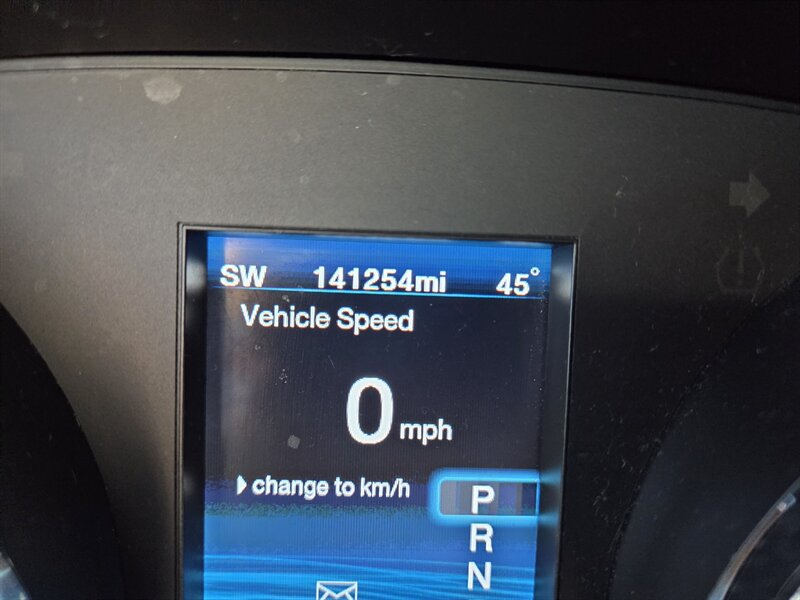 SW 141254mi 45°
Vehicle Speed
0 mph
change to km/h
P
R
N